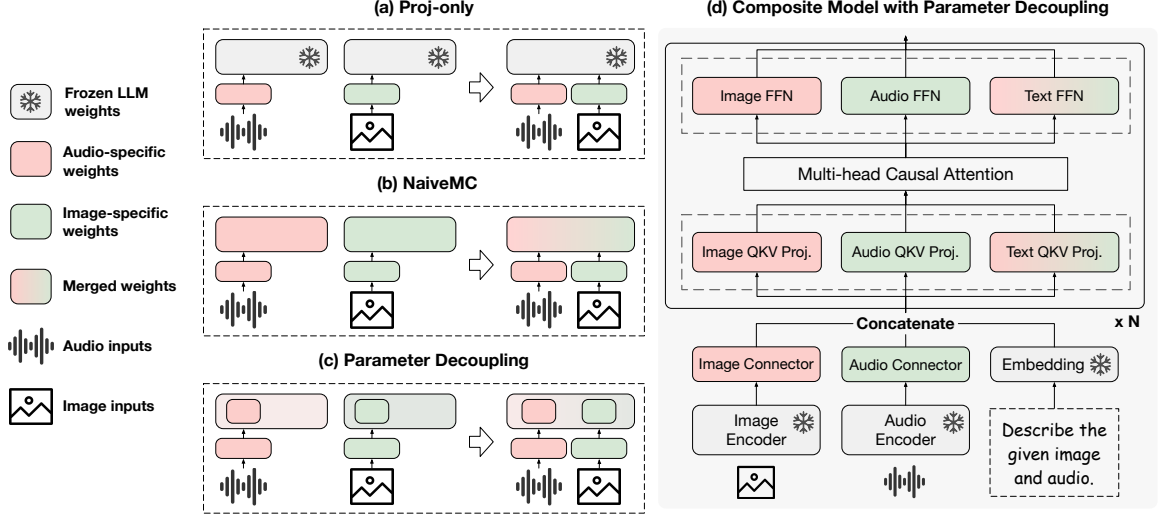 (a) Proj-only
(d) Composite Model with Parameter Decoupling
Frozen LLM
weights
Audio-specific
weights
Image-specific
weights
Merged weights
Audio inputs
Image inputs
(b) NaiveMC
(c) Parameter Decoupling
Image FFN
Audio FFN
Text FFN
Multi-head Causal Attention
Image QKV Proj.
Audio QKV Proj.
Text QKV Proj.
x N
Concatenate
Image Connector
Audio Connector
Embedding
Image
Encoder
Audio
Encoder
Describe the
given image
and audio.